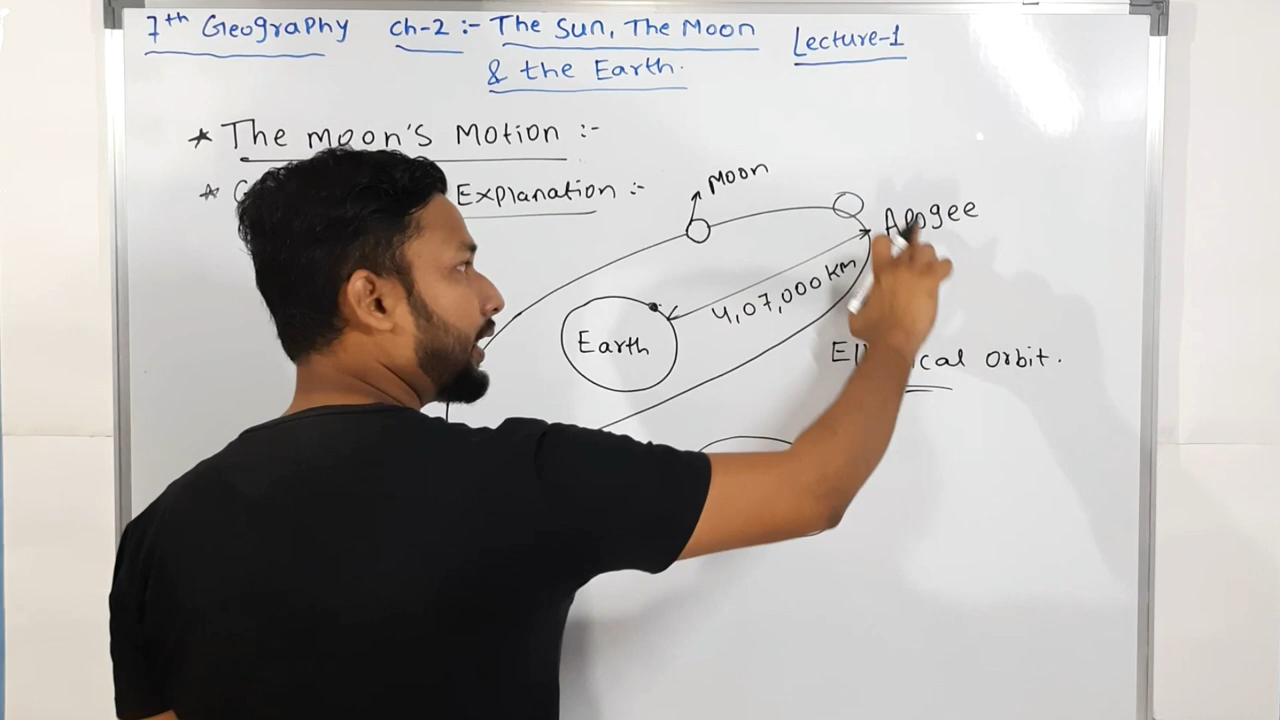 7th Geography Ch-2 :- The Sun, The Moon Lecture-1
& the Earth.
* The moon's Motion :-
* Explanation :-
Moon
Apogee
4,07,000 km
Earth
orbit.